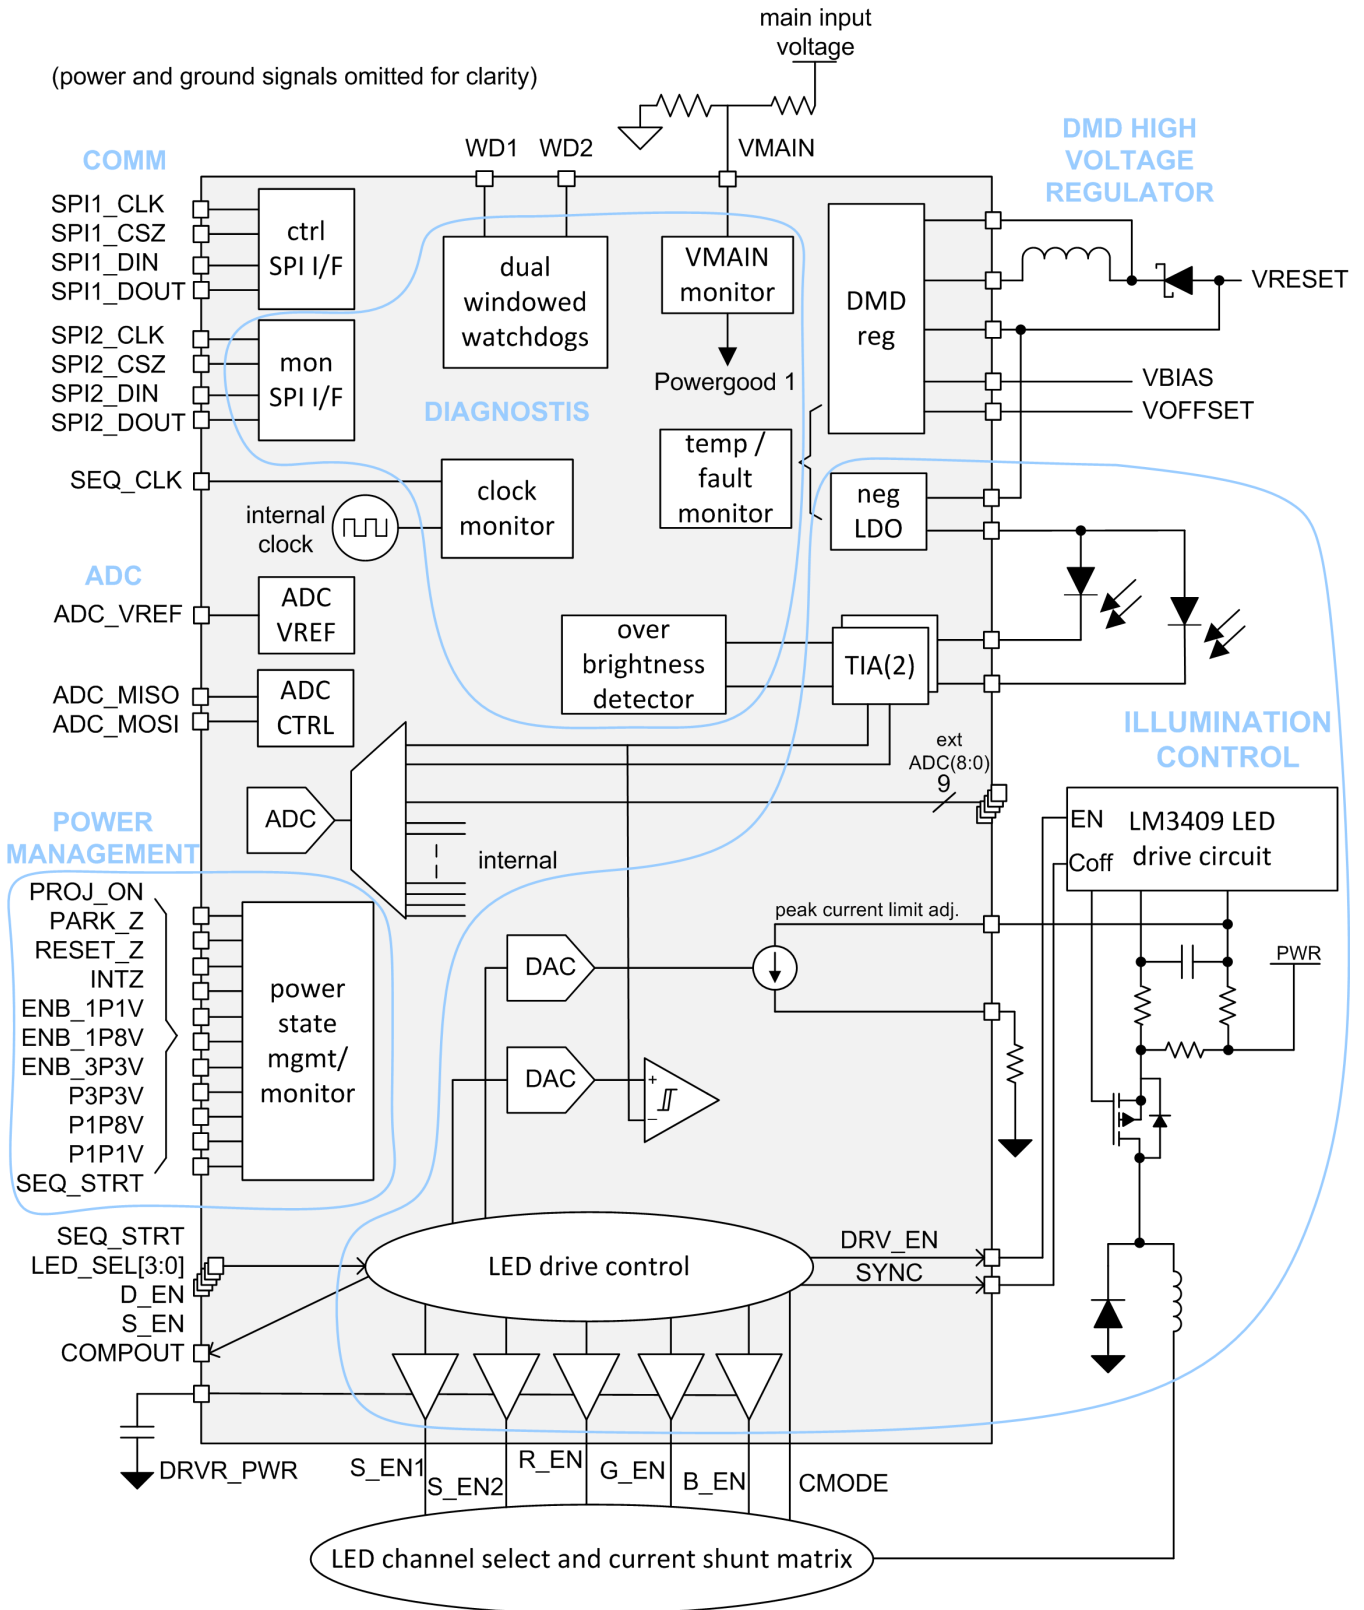 main input
voltage
(power and ground signals omitted for clarity)
COMM
WD1 WD2
VMAIN
DMD HIGH
VOLTAGE
REGULATOR
SPI1_CLK
SPI1_CSZ
SPI1_DIN
SPI1_DOUT
ctrl
SPI I/F
SPI2_CLK
SPI2_CSZ
SPI2_DIN
SPI2_DOUT
mon
SPI I/F
dual
windowed
watchdogs
VMAIN
monitor
Powergood 1
DMD
reg
VRESET
VBIAS
VOFFSET
DIAGNOSTIS
temp /
fault
monitor
SEQ_CLK
clock
monitor
internal
clock
neg
LDO
ADC
ADC_VREF
ADC
VREF
ADC_MISO
ADC_MOSI
ADC
CTRL
over
brightness
detector
TIA(2)
ILLUMINATION
CONTROL
ext
ADC(8:0)
9
ADC
internal
EN
Coff
LM3409 LED
drive circuit
POWER
MANAGEMENT
PROJ_ON
PARK_Z
RESET_Z
INTZ
ENB_1P1V
ENB_1P8V
ENB_3P3V
P3P3V
P1P8V
P1P1V
SEQ_STRT
power
state
mgmt/
monitor
peak current limit adj.
DAC
PWR
DAC
+
−
SEQ_STRT
LED_SEL[3:0]
D_EN
S_EN
COMPOUT
LED drive control
DRV_EN
SYNC
DRVR_PWR
S_EN1
S_EN2
R_EN
G_EN
B_EN
CMODE
LED channel select and current shunt matrix